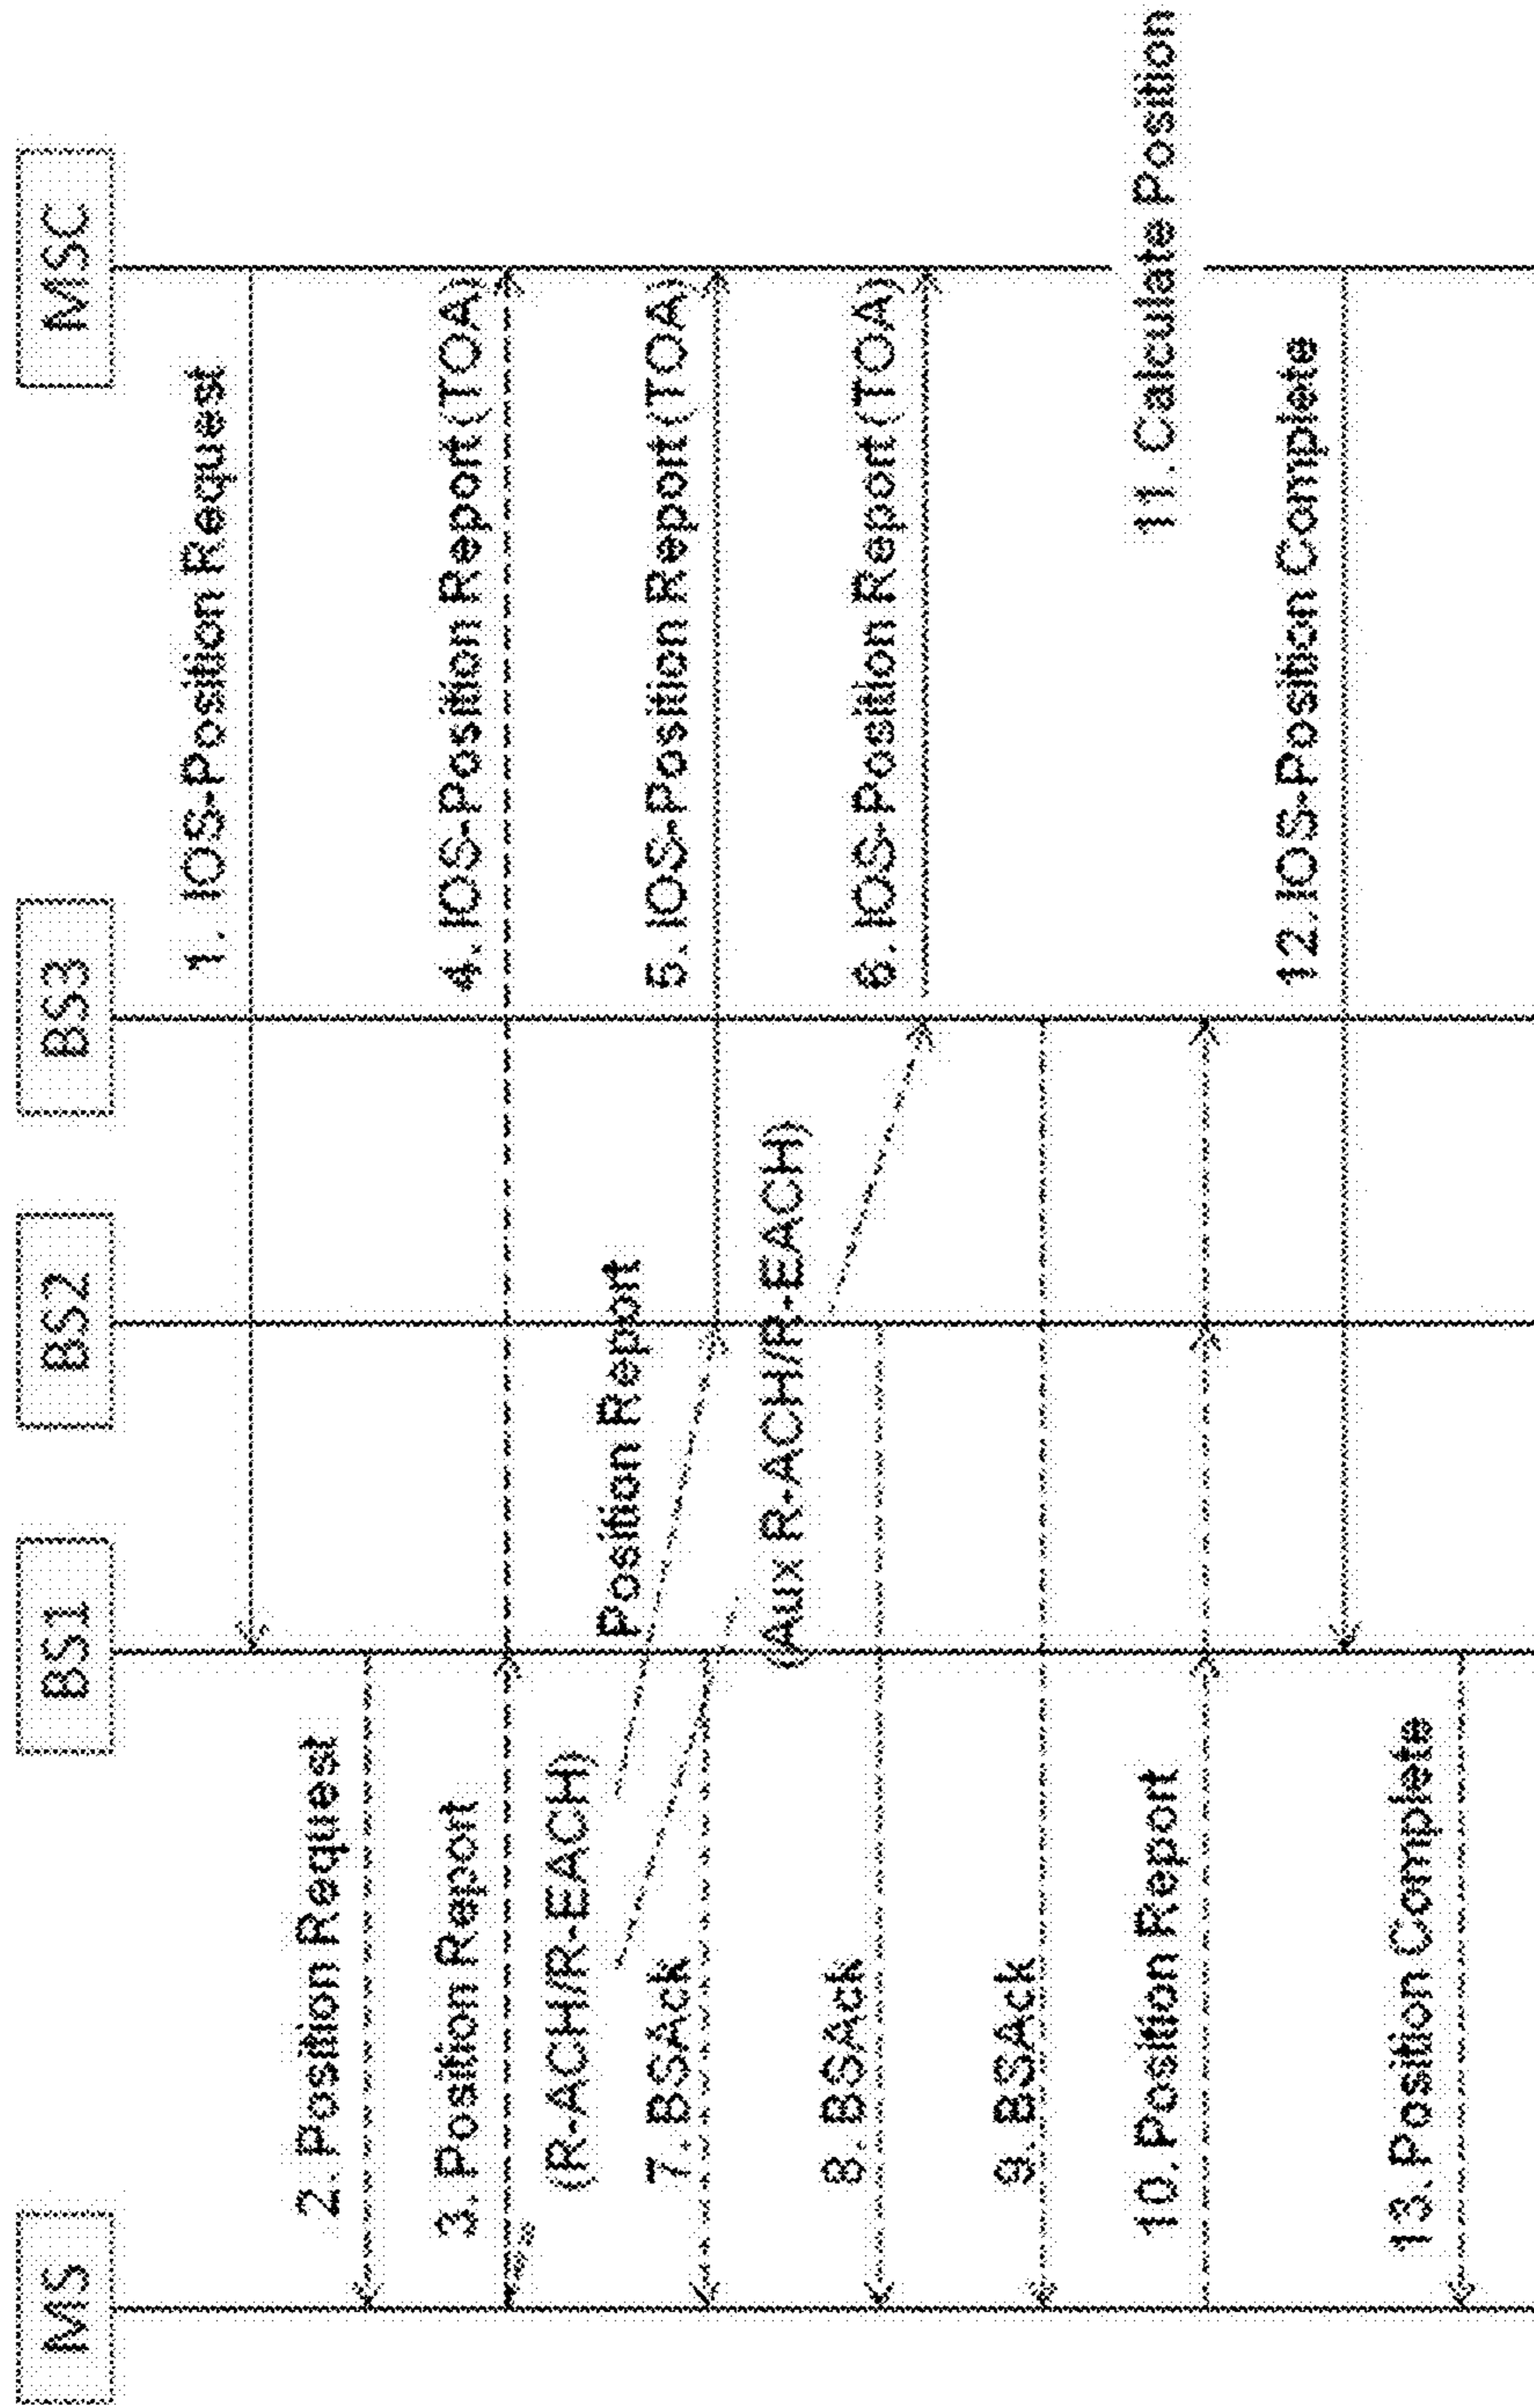 MS
BS1
BS2
BS3
MSC
1. IOS-Position Request
2. Position Request
3. Position Report
4. IOS-Position Report (TOA)
(R-ACH/R-EACH)
Position Report
5. IOS-Position Report (TOA)
7. BSAck
(Aux R-ACH/R-EACH)
8. BSAck
6. IOS-Position Report (TOA)
9. BSAck
10. Position Report
11. Calculate Position
12. IOS-Position Complete
13. Position Complete